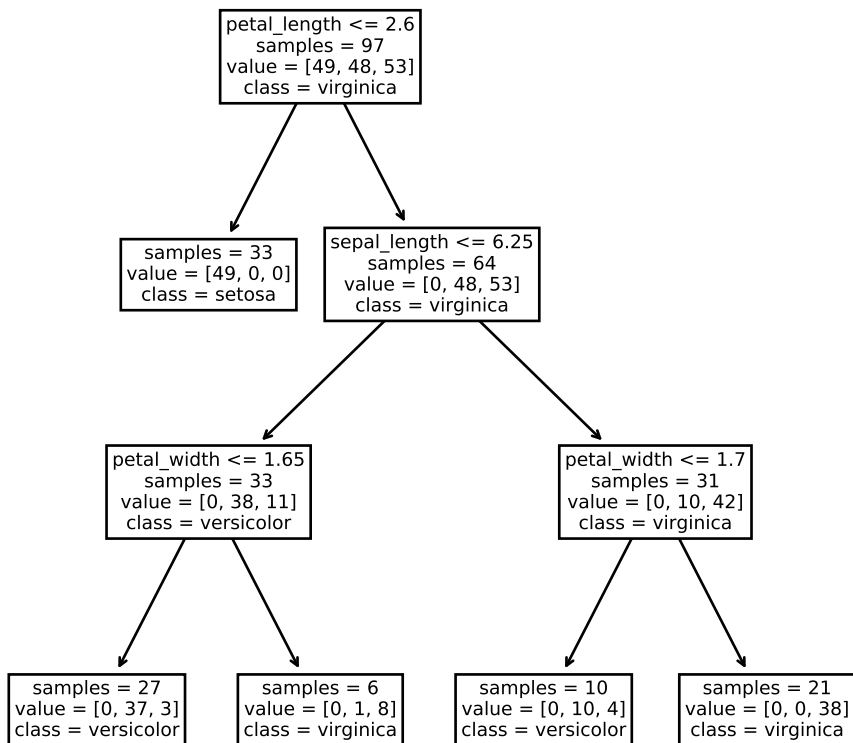 petal_length <= 2.6
samples = 97
value = [49, 48, 53]
class = virginica
samples = 33
value = [49, 0, 0]
class = setosa
sepal_length <= 6.25
samples = 64
value = [0, 48, 53]
class = virginica
petal_width <= 1.65
samples = 33
value = [0, 38, 11]
class = versicolor
petal_width <= 1.7
samples = 31
value = [0, 10, 42]
class = virginica
samples = 27
value = [0, 37, 3]
class = versicolor
samples = 6
value = [0, 1, 8]
class = virginica
samples = 10
value = [0, 10, 4]
class = versicolor
samples = 21
value = [0, 0, 38]
class = virginica